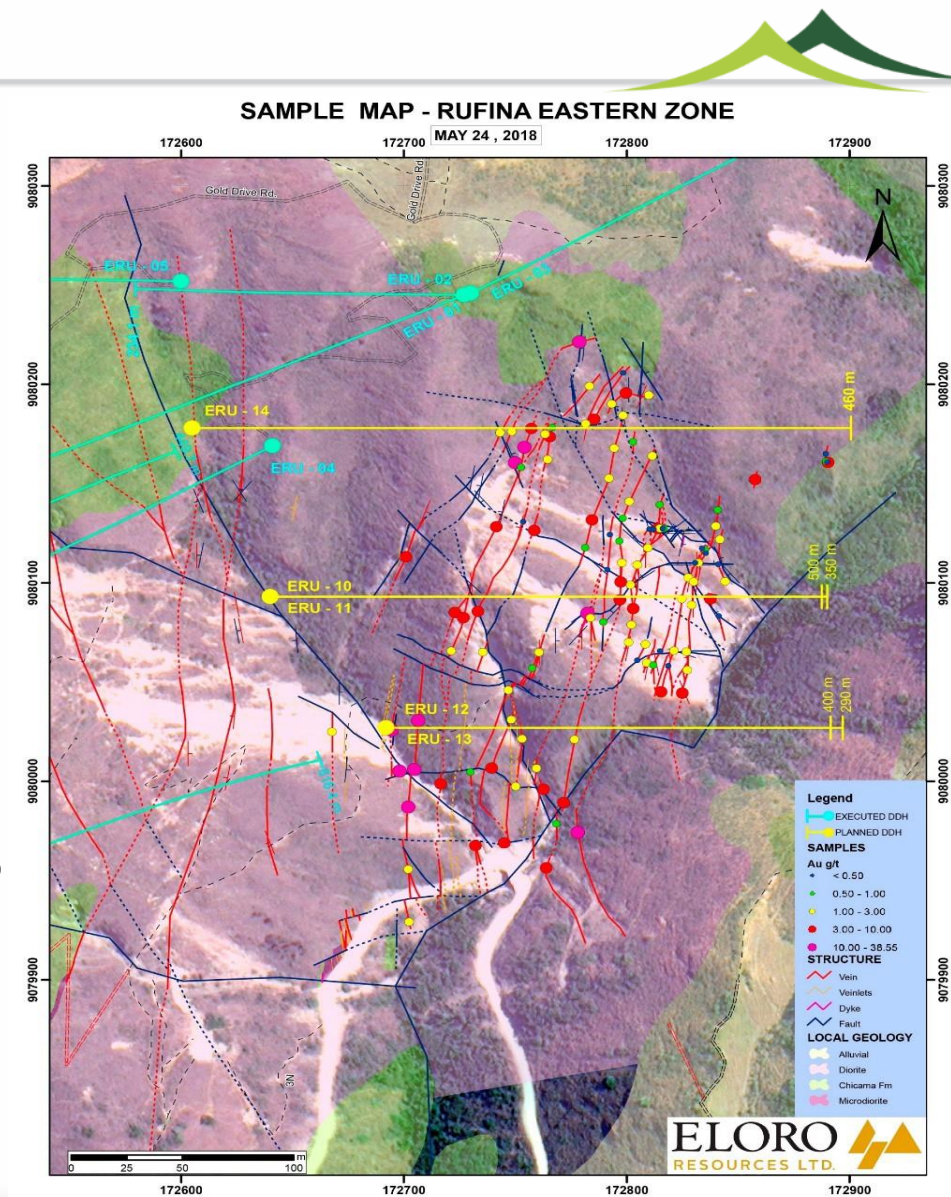 SAMPLE MAP - RUFINA EASTERN ZONE
MAY 24 , 2018
172600
172700
172800
172900
9080300
9080300
Gold Drive Rd.
Gold Drive Rd
N
ERU - 05
ERU - 02
ERU - 03
ERU - 01
9080200
9080200
ERU - 14
460 m
ERU - 04
9080100
9080100
ERU - 10
ERU - 11
500 m
350 m
ERU - 12
ERU - 13
400 m
290 m
9080000
9080000
9079900
9079900
3N
Legend
EXECUTED DDH
PLANNED DDH
SAMPLES
Au g/t
< 0.50
0.50 - 1.00
1.00 - 3.00
3.00 - 10.00
10.00 - 38.55
STRUCTURE
Vein
Veinlets
Dyke
Fault
LOCAL GEOLOGY
Alluvial
Diorite
Chicama Fm
Microdiorite
ELORO
RESOURCES LTD.
m
0 25 50 100
172600
172700
172800
172900